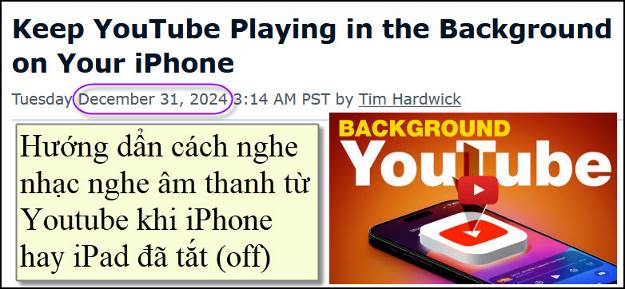 Keep YouTube Playing in the Background
on Your iPhone
Tuesday December 31, 2024 3:14 AM PST by Tim Hardwick
Hướng dẩn cách nghe
nhạc nghe âm thanh từ
Youtube khi iPhone
hay iPad đã tắt (off)
BACKGROUND
YouTube